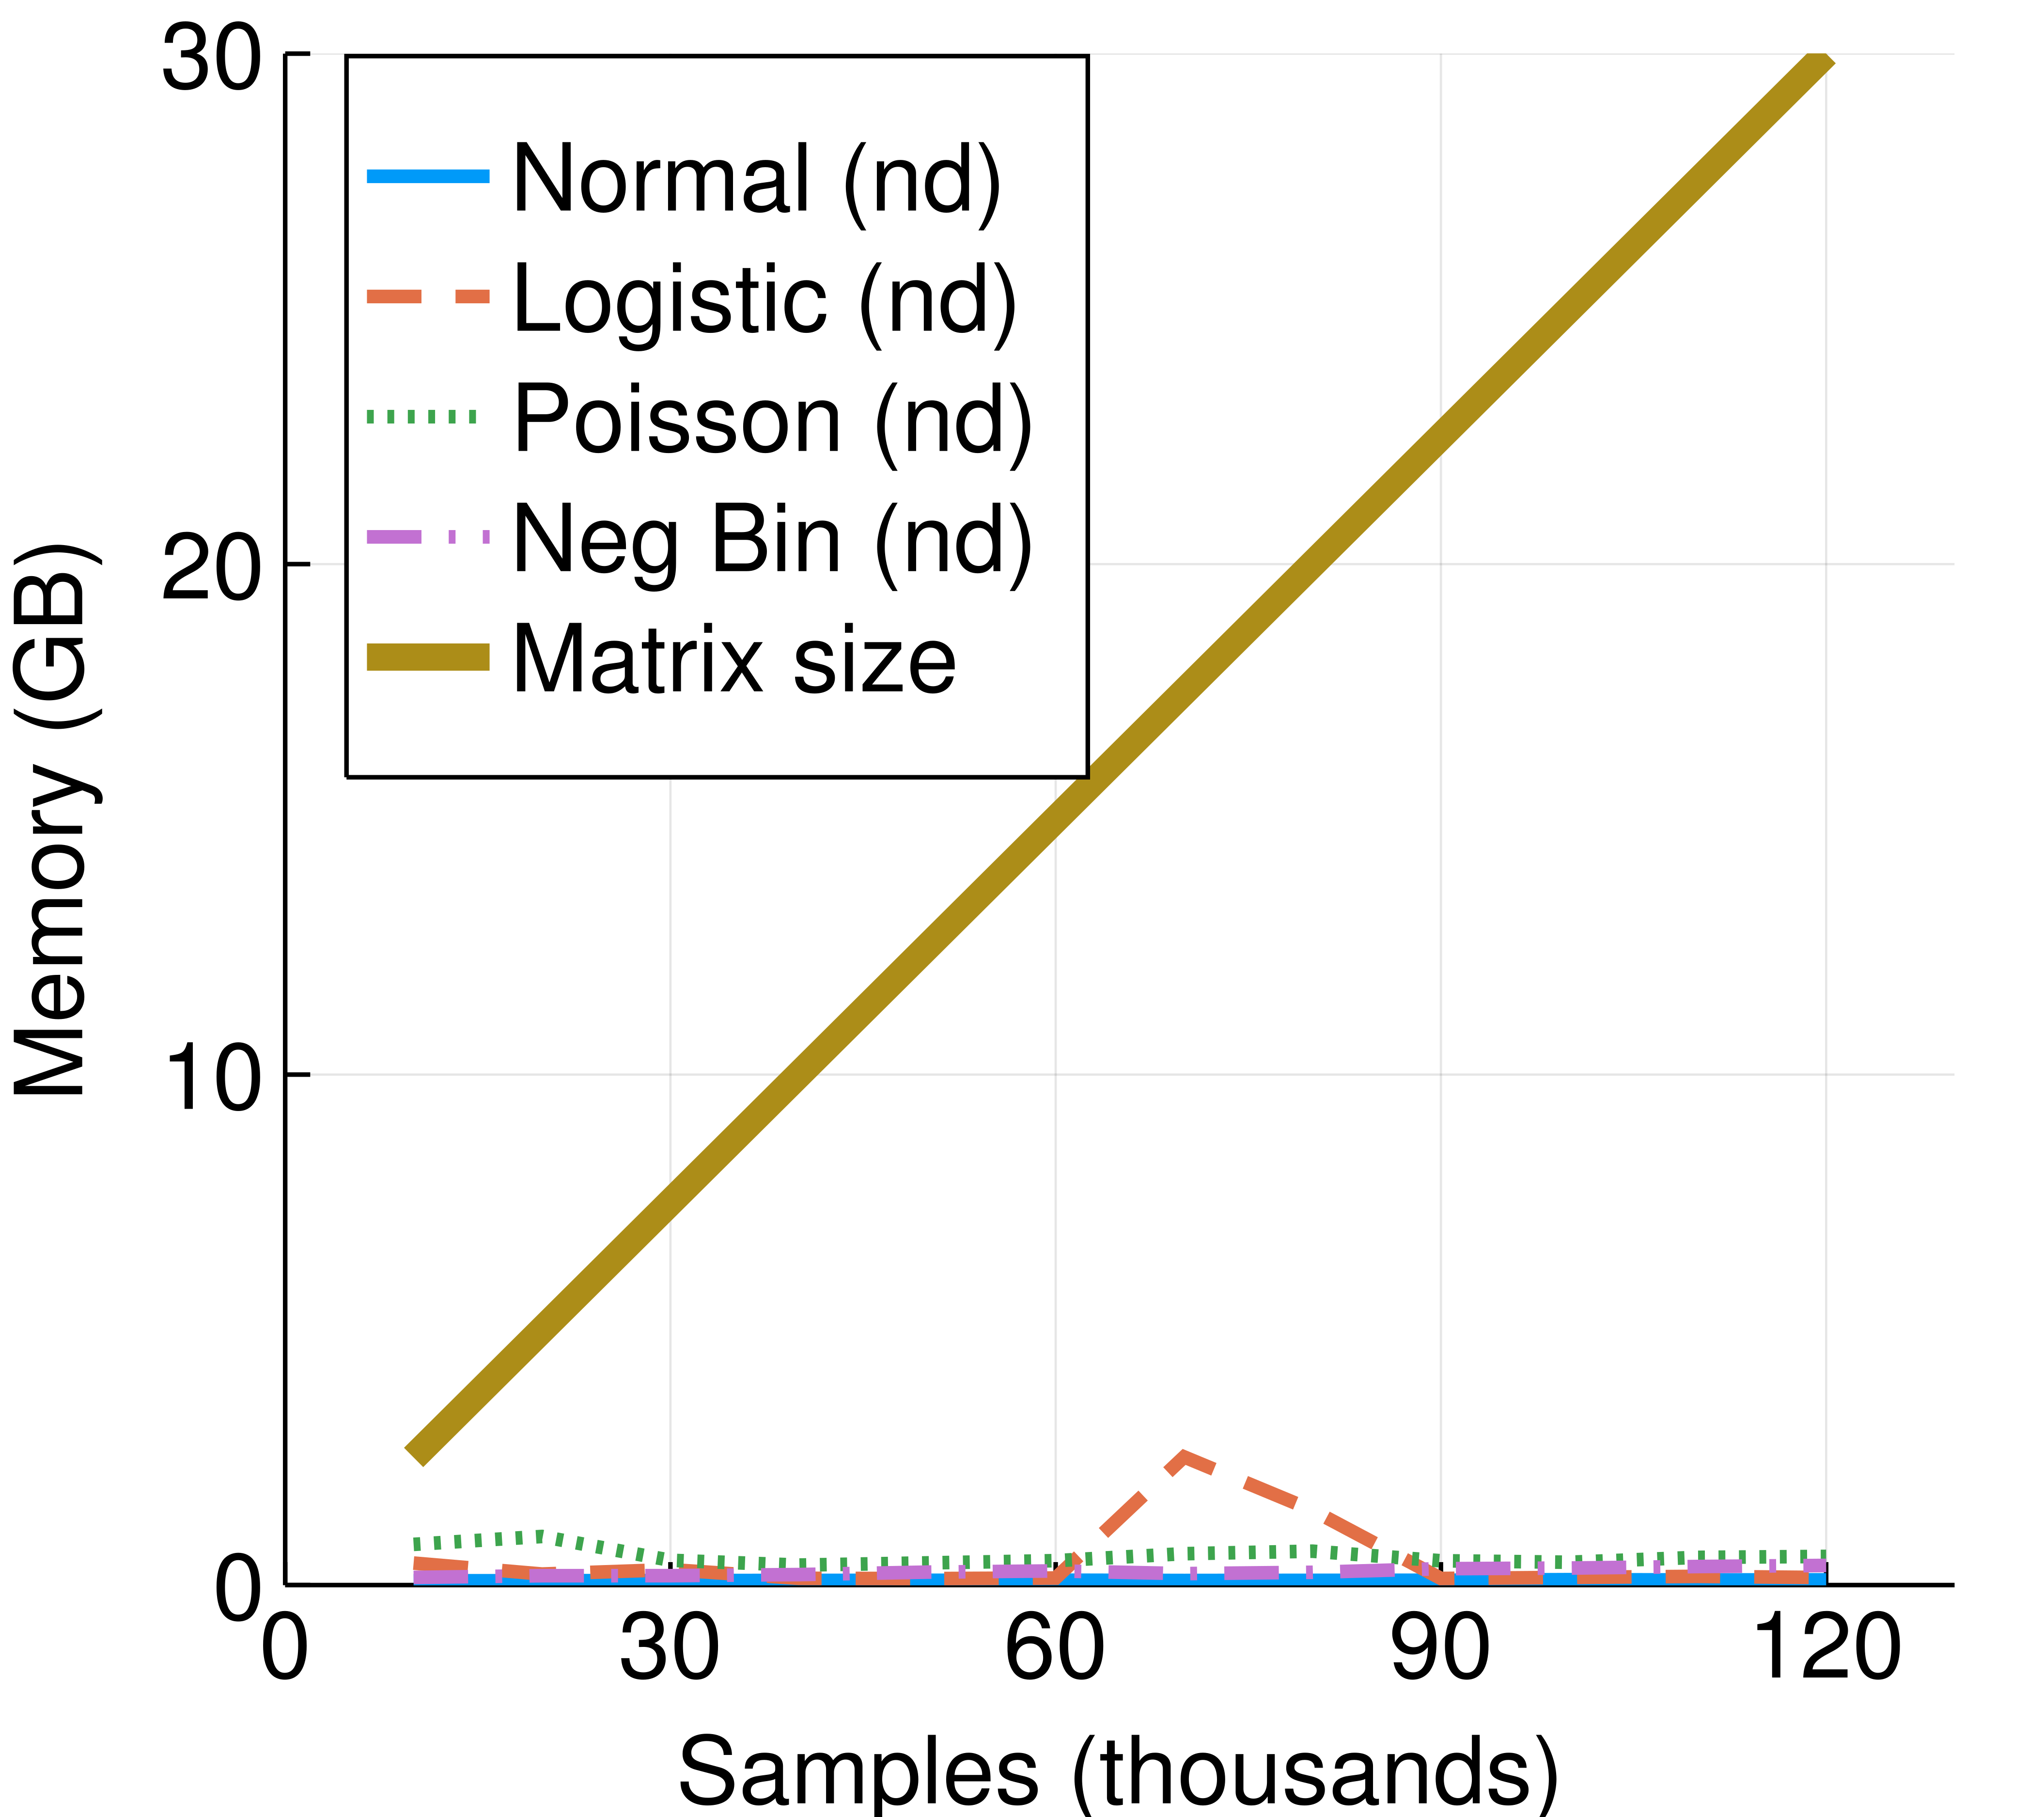 30
20
10
0
Memory (GB)
Normal (nd)
Logistic (nd)
Poisson (nd)
Neg Bin (nd)
Matrix size
0 30 60 90 120
Samples (thousands)